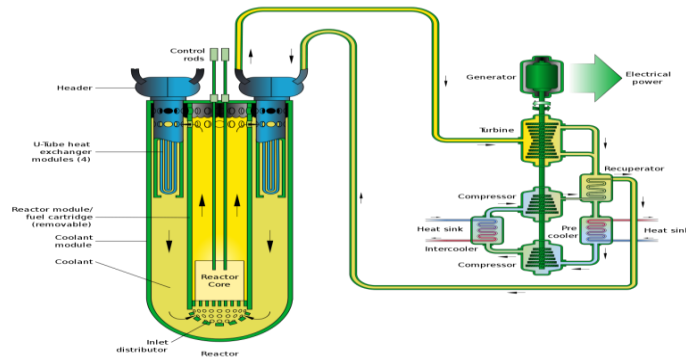 Control
rods
Header
U-Tube heat
exchanger
modules (4)
Reactor module/
fuel cartridge
(removable)
Coolant
module
Coolant
Inlet
distributor
Reactor
Core
Reactor
Generator
Electrical
power
Turbine
Recuperator
Compressor
Heat sink
Intercooler
Pre
cooler
Heat sink
Compressor